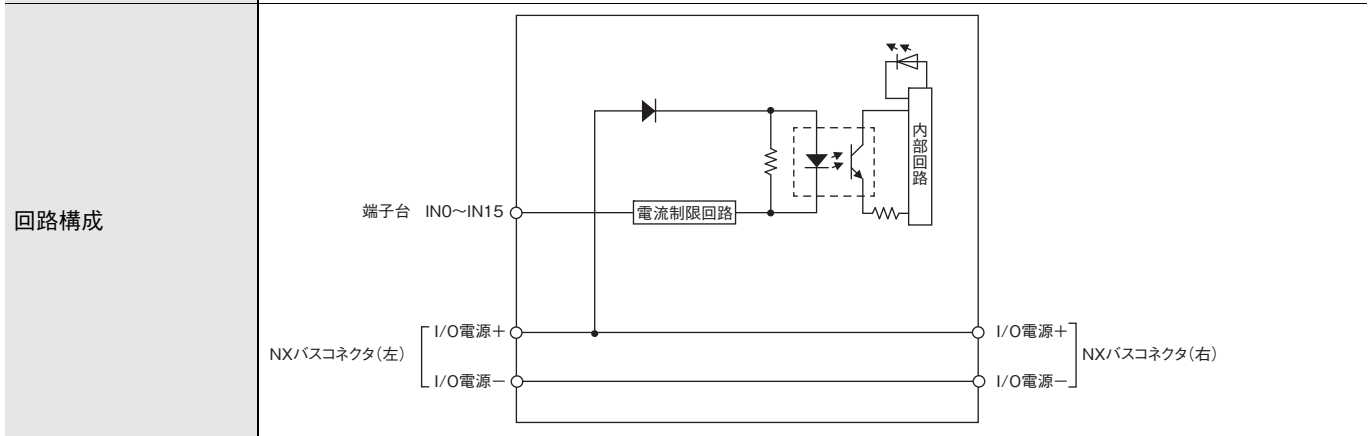 回路構成
内部回路
端子台 IN0～IN15
電流制限回路
I/O電源＋
NXバスコネクタ（左）
I/O電源－
I/O電源＋
NXバスコネクタ（右）
I/O電源－